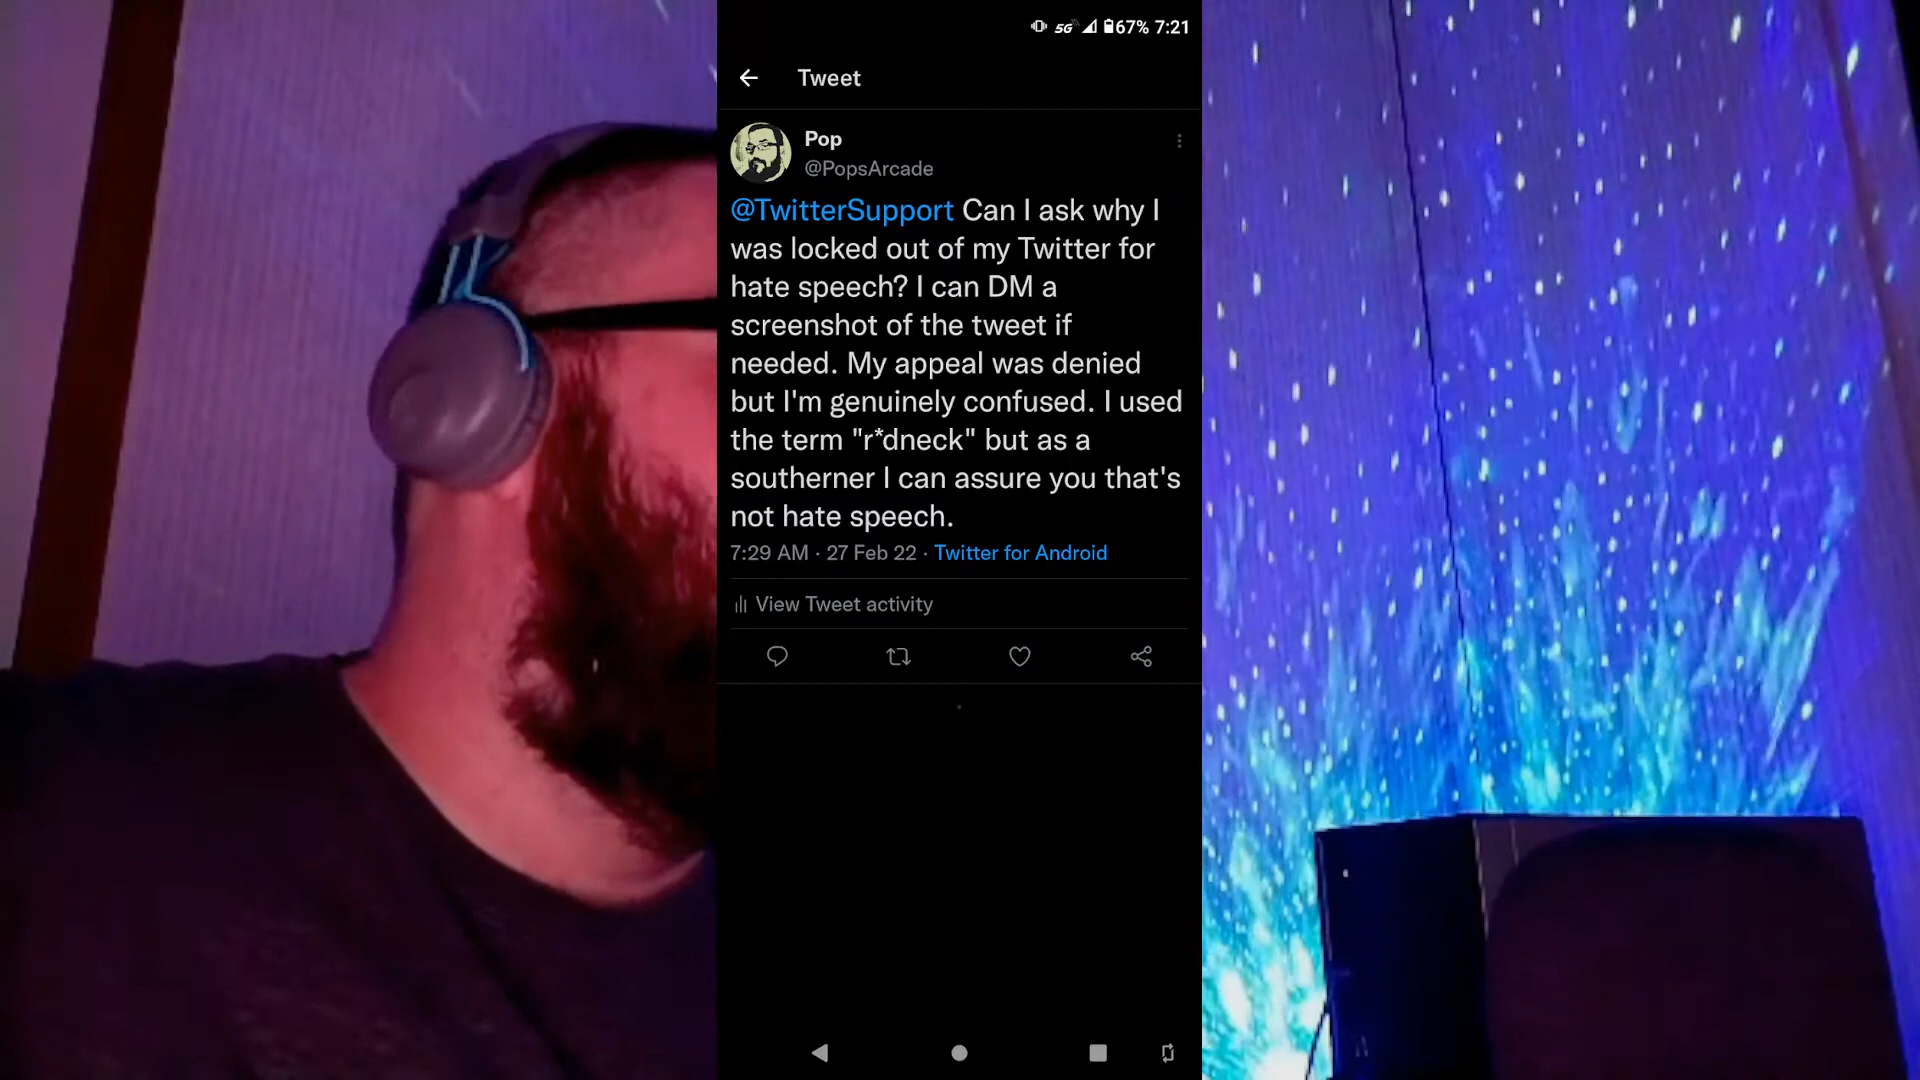 5G 67% 7:21
Tweet
Pop
@PopsArcade
@TwitterSupport Can I ask why I
was locked out of my Twitter for
hate speech? I can DM a
screenshot of the tweet if
needed. My appeal was denied
but I'm genuinely confused. I used
the term "r*dneck" but as a
southerner I can assure you that's
not hate speech.
7:29 AM · 27 Feb 22 · Twitter for Android
View Tweet activity